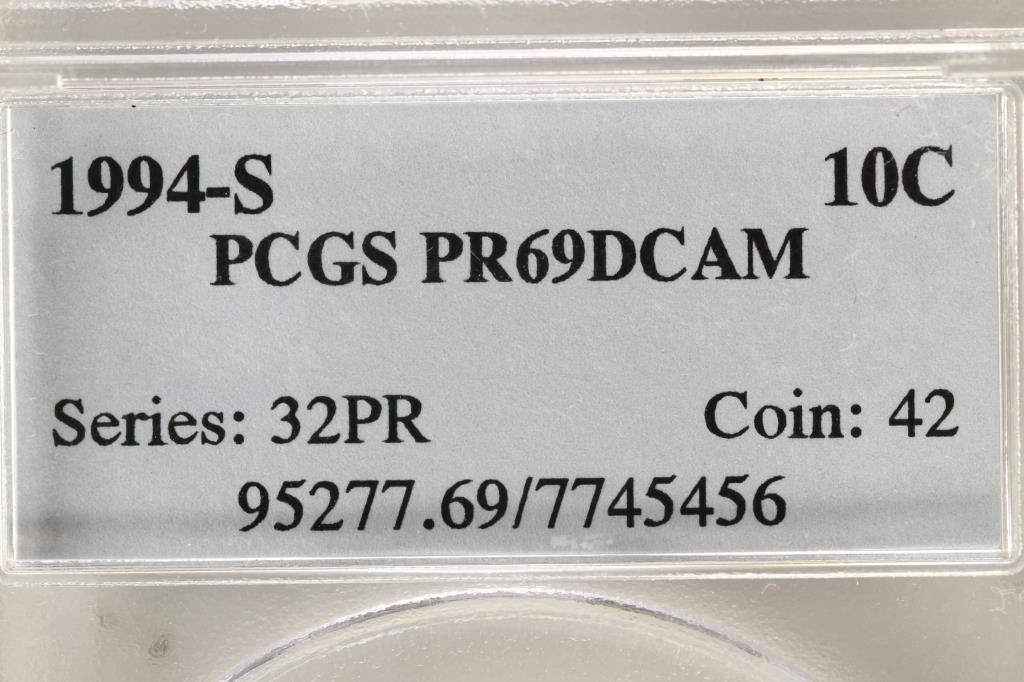 1994-S 10C
PCGS PR69DCAM
Series: 32PR Coin: 42
95277.69/7745456